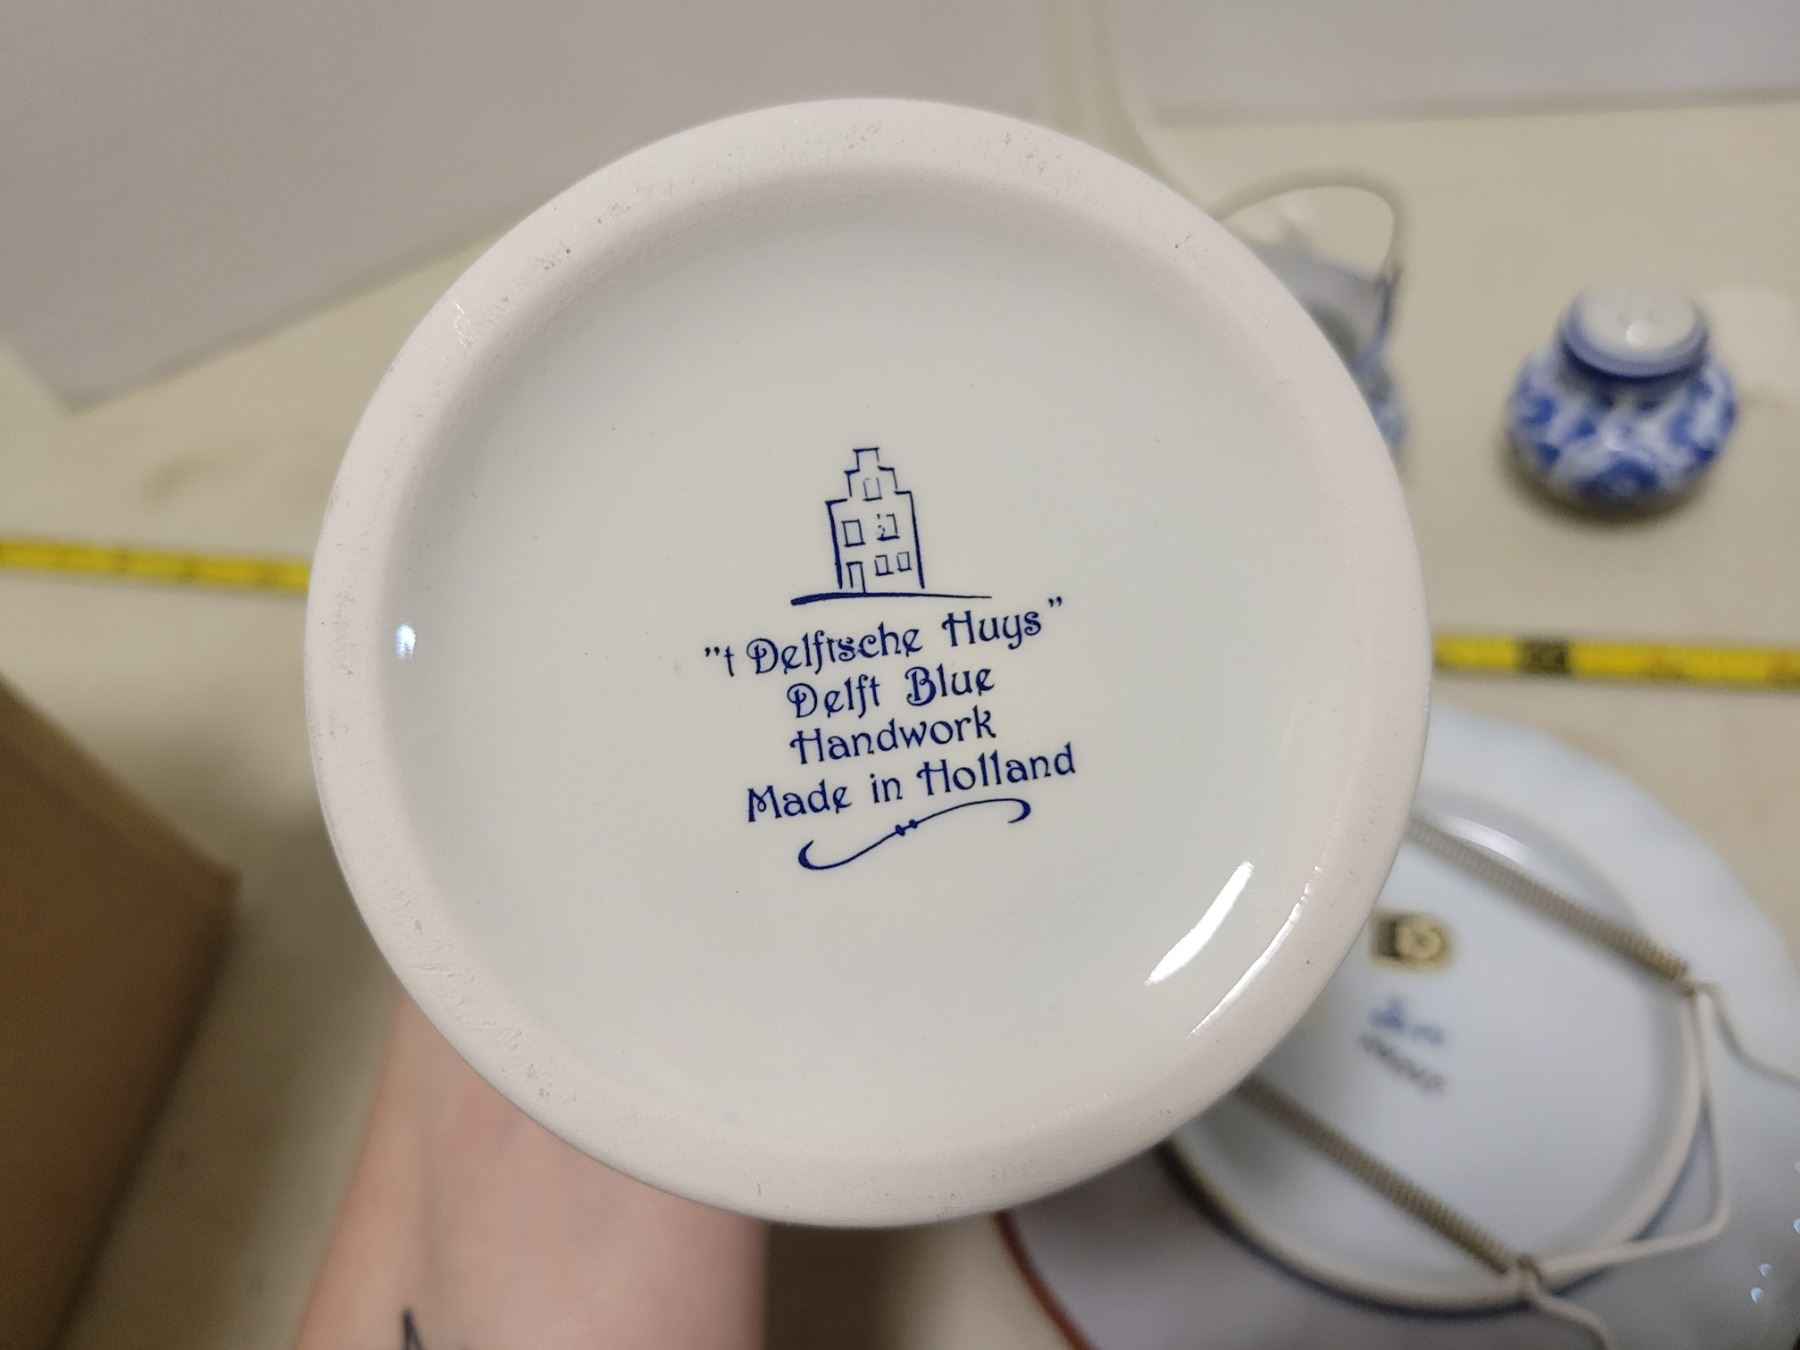 "t Delftsche Huys"
Delft Blue
Handwork
Made in Holland